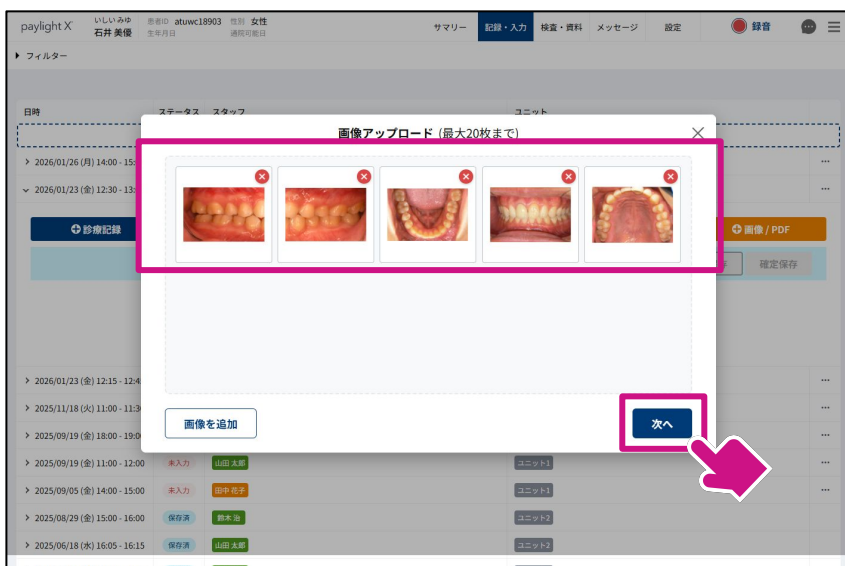 paylight X
いしい みゆ
石井 美優
患者ID atuwc18903 性別 女性
生年月日 通院可能日
サマリー 記録・入力 検査・資料 メッセージ 設定 録音
フィルター
日時 ステータス スタッフ ユニット
画像アップロード (最大20枚まで)
2026/01/26 (月) 14:00 - 15:
2026/01/23 (金) 12:30 - 13:
診療記録 画像 / PDF
確定保存
2026/01/23 (金) 12:15 - 12:4
2025/11/18 (火) 11:00 - 11:3
画像を追加 次へ
2025/09/19 (金) 18:00 - 19:0
2025/09/19 (金) 11:00 - 12:00 未入力 山田 太郎 ユニット1
2025/09/05 (金) 14:00 - 15:00 未入力 田中 花子 ユニット1
2025/08/29 (金) 15:00 - 16:00 保存済 鈴木 治 ユニット2
2025/06/18 (水) 16:05 - 16:15 保存済 山田 太郎 ユニット2